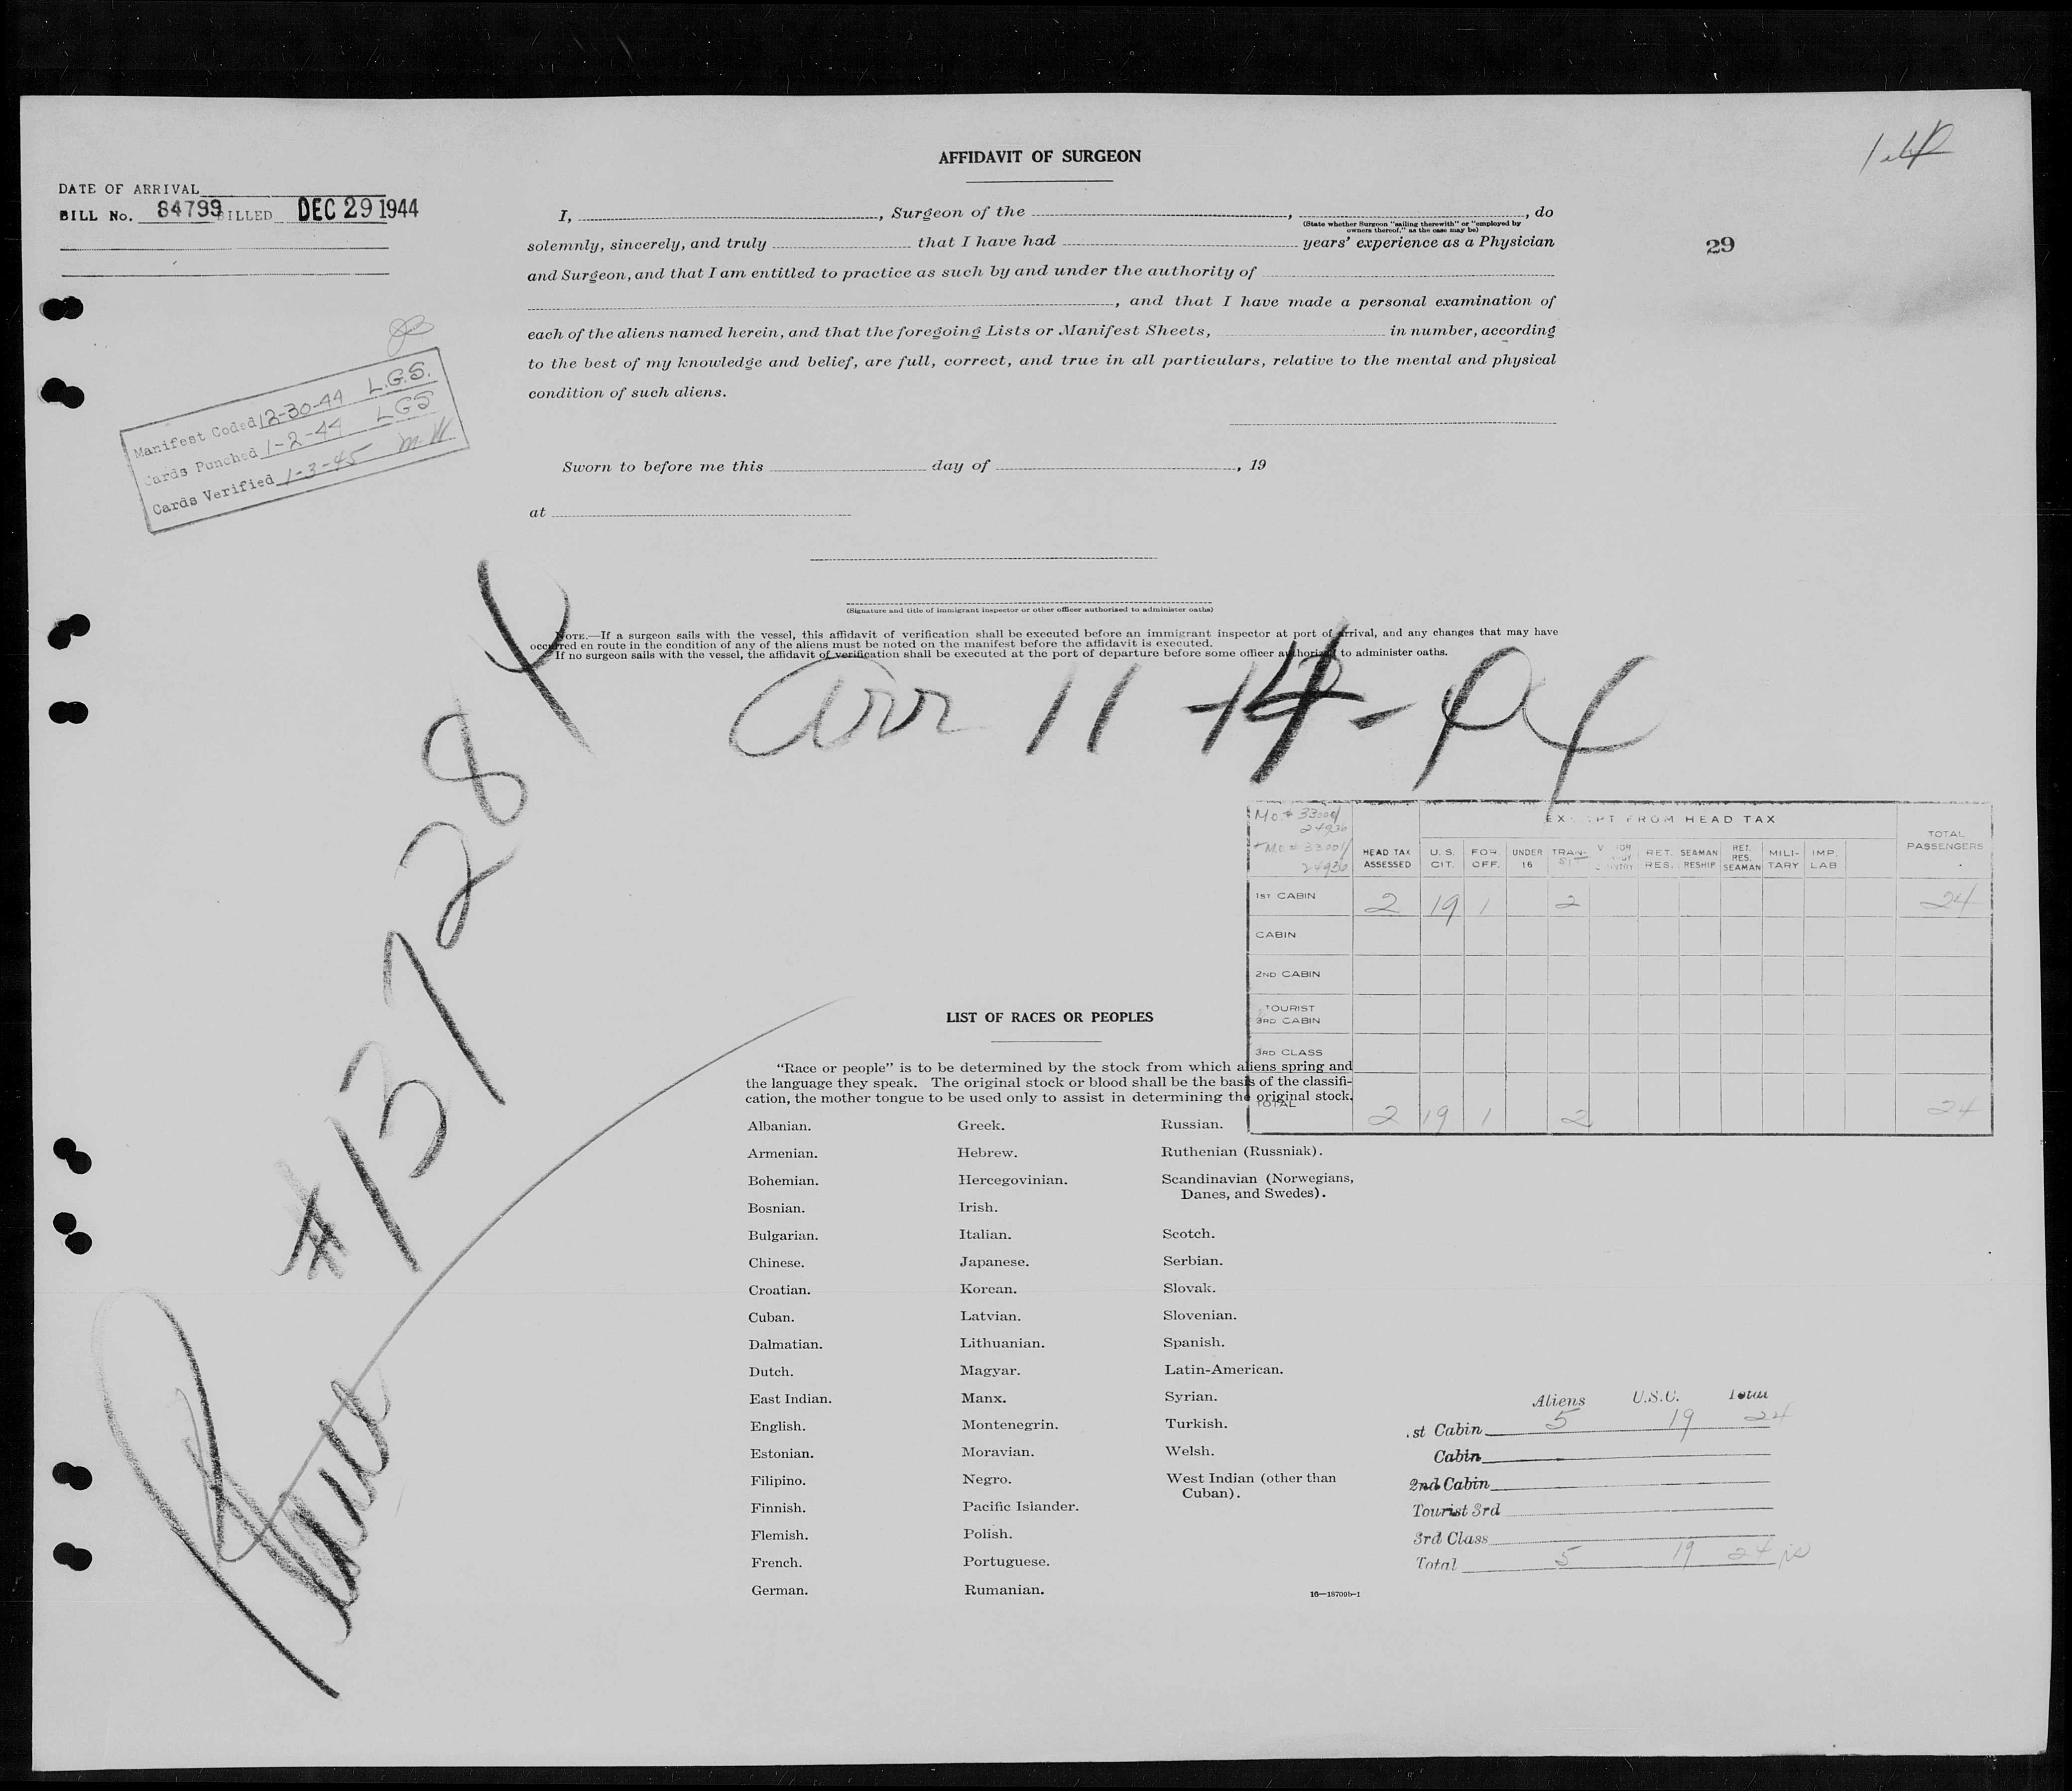 AFFIDAVIT OF SURGEON
DATE OF ARRIVAL
BILL No. 84799 BILLED DEC 29 1944
29
I, , Surgeon of the , , do
(State whether Surgeon "sailing therewith" or "employed by
owners thereof," as the case may be)
solemnly, sincerely, and truly that I have had years' experience as a Physician
and Surgeon, and that I am entitled to practice as such by and under the authority of
, and that I have made a personal examination of
each of the aliens named herein, and that the foregoing Lists or Manifest Sheets, in number, according
to the best of my knowledge and belief, are full, correct, and true in all particulars, relative to the mental and physical
condition of such aliens.
Manifest Coded 12-30-44 L.G.S.
Cards Punched 1-2-44 LGS
Cards Verified 1-3-45 M.W
Sworn to before me this day of , 19
at
(Signature and title of immigrant inspector or other officer authorized to administer oaths)
NOTE.—If a surgeon sails with the vessel, this affidavit of verification shall be executed before an immigrant inspector at port of arrival, and any changes that may have
occurred en route in the condition of any of the aliens must be noted on the manifest before the affidavit is executed.
If no surgeon sails with the vessel, the affidavit of verification shall be executed at the port of departure before some officer authorized to administer oaths.
Arr 11-14-44
#137284
Mo # 33001/
24936
Mo # 33001/
24936
EXEMPT FROM HEAD TAX
HEAD TAX ASSESSED U. S. CIT. FOR. OFF. UNDER 16 TRAN-SIT RET. RES. SEAMAN RESHIP RET. RES. SEAMAN MILI-TARY IMP. LAB TOTAL PASSENGERS
1ST CABIN 2 19 1 2 24
CABIN
2ND CABIN
TOURIST
3RD CABIN
3RD CLASS
TOTAL 2 19 1 2 24
LIST OF RACES OR PEOPLES
"Race or people" is to be determined by the stock from which aliens spring and
the language they speak. The original stock or blood shall be the basis of the classifi-
cation, the mother tongue to be used only to assist in determining the original stock.
Albanian. Greek. Russian.
Armenian. Hebrew. Ruthenian (Russniak).
Bohemian. Hercegovinian. Scandinavian (Norwegians,
Danes, and Swedes).
Bosnian. Irish.
Bulgarian. Italian. Scotch.
Chinese. Japanese. Serbian.
Croatian. Korean. Slovak.
Cuban. Latvian. Slovenian.
Dalmatian. Lithuanian. Spanish.
Dutch. Magyar. Latin-American.
East Indian. Manx. Syrian.
English. Montenegrin. Turkish.
Estonian. Moravian. Welsh.
Filipino. Negro. West Indian (other than
Cuban).
Finnish. Pacific Islander.
Flemish. Polish.
French. Portuguese.
German. Rumanian.
16—18709b-1
Aliens U.S.C. Total
1st Cabin 5 19 24
Cabin
2nd Cabin
Tourist 3rd
3rd Class
Total 5 19 24